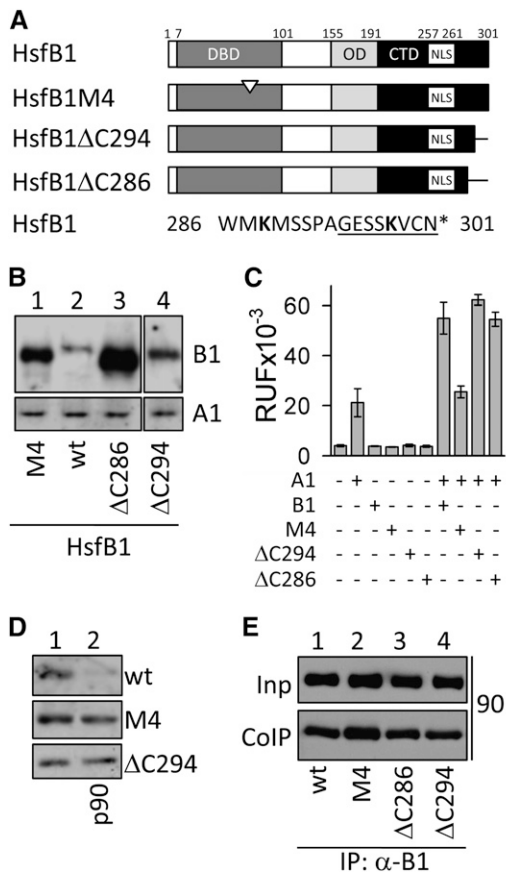 A
1 7 101 155 191 257 261 301
HsfB1 DBD OD CTD NLS
HsfB1M4 NLS
HsfB1ΔC294 NLS
HsfB1ΔC286 NLS
HsfB1 286 WMKMSSPAGESSKVCN* 301
B
1 2 3 4
B1
A1
M4 wt ΔC286 ΔC294
HsfB1
C
RUFx10-3
60
40
20
0
A1 - + - - - - + + + +
B1 - - + - - - + - - -
M4 - - - + - - - + - -
ΔC294 - - - - + - - - + -
ΔC286 - - - - - + - - - +
D
1 2
wt
M4
ΔC294
p90
E
1 2 3 4
Inp
CoIP
90
wt M4 ΔC286 ΔC294
IP: α-B1